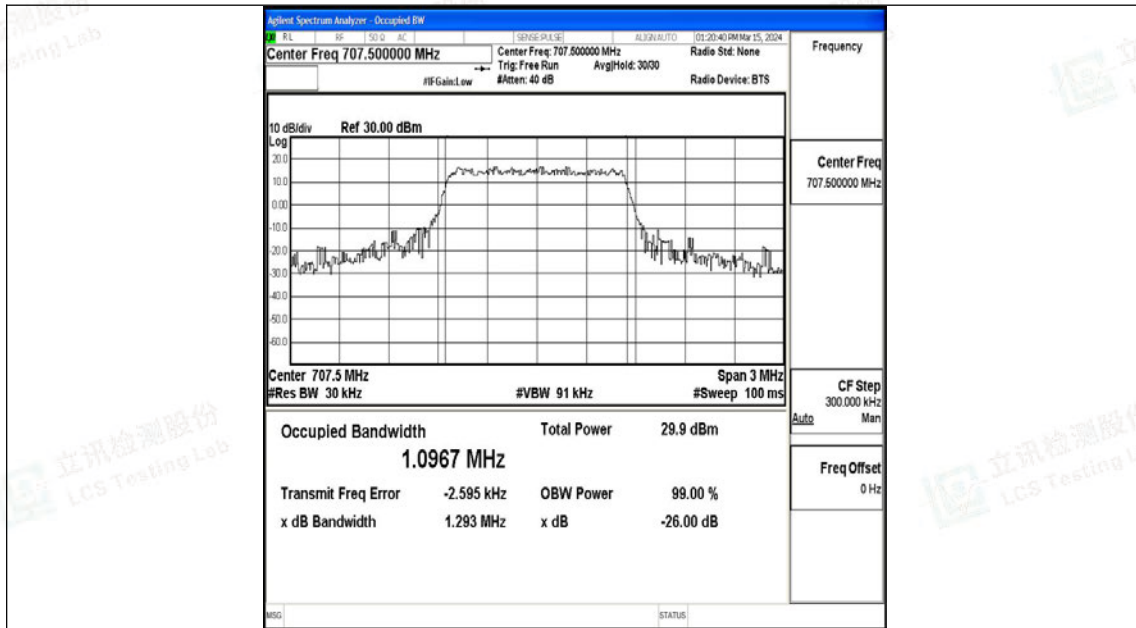 Agilent Spectrum Analyzer - Occupied BW
RL RF 50 Ω AC SENSE:PULSE ALIGNAUTO 01:20:40 PM Mar 15, 2024
Center Freq 707.500000 MHz
Center Freq: 707.500000 MHz Radio Std: None
Trig: Free Run Avg|Hold: 30/30
#IFGain:Low #Atten: 40 dB Radio Device: BTS
10 dB/div Ref 30.00 dBm
Log
20.0
10.0
0.00
-10.0
-20.0
-30.0
-40.0
-50.0
-60.0
Center 707.5 MHz Span 3 MHz
#Res BW 30 kHz #VBW 91 kHz #Sweep 100 ms
Occupied Bandwidth Total Power 29.9 dBm
1.0967 MHz
Transmit Freq Error -2.595 kHz OBW Power 99.00 %
x dB Bandwidth 1.293 MHz x dB -26.00 dB
MSG STATUS
Frequency
Center Freq
707.500000 MHz
CF Step
300.000 kHz
Auto Man
Freq Offset
0 Hz
立讯检测股份
LCS Testing Lab
立讯检测股份
LCS Testing L